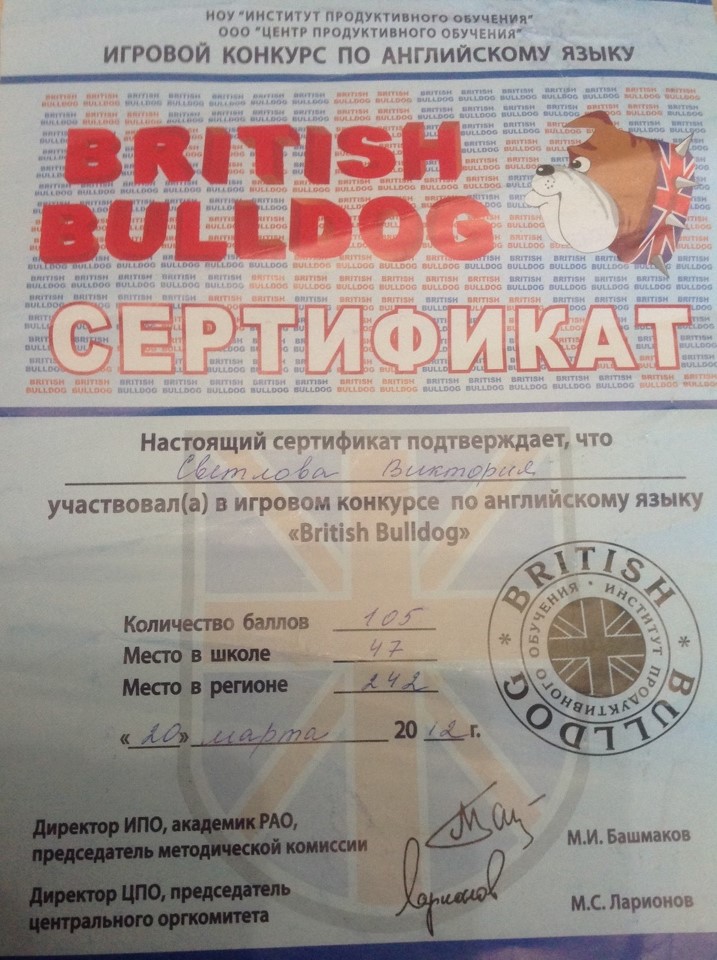 НОУ "ИНСТИТУТ ПРОДУКТИВНОГО ОБУЧЕНИЯ"
ООО "ЦЕНТР ПРОДУКТИВНОГО ОБУЧЕНИЯ"
ИГРОВОЙ КОНКУРС ПО АНГЛИЙСКОМУ ЯЗЫКУ
BRITISH
BULLDOG
СЕРТИФИКАТ
Настоящий сертификат подтверждает, что
Светлова Виктория
участвовал(а) в игровом конкурсе по английскому языку
«British Bulldog»
Количество баллов 105
Место в школе 47
Место в регионе 242
«20» марта 2012 г.
BRITISH * BULLDOG *
ИНСТИТУТ ПРОДУКТИВНОГО ОБУЧЕНИЯ •
Директор ИПО, академик РАО,
председатель методической комиссии
М.И. Башмаков
Директор ЦПО, председатель
центрального оргкомитета
Ларионов
М.С. Ларионов